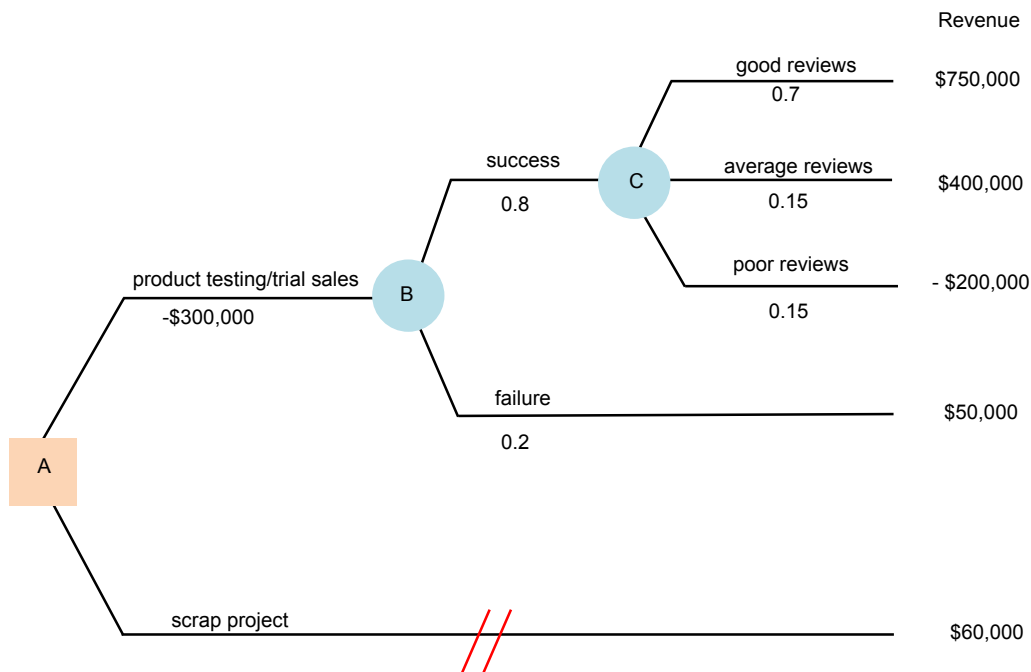 Revenue
good reviews
0.7
$750,000
success
0.8
C
average reviews
0.15
$400,000
poor reviews
0.15
- $200,000
product testing/trial sales
-$300,000
B
failure
0.2
$50,000
A
scrap project
$60,000